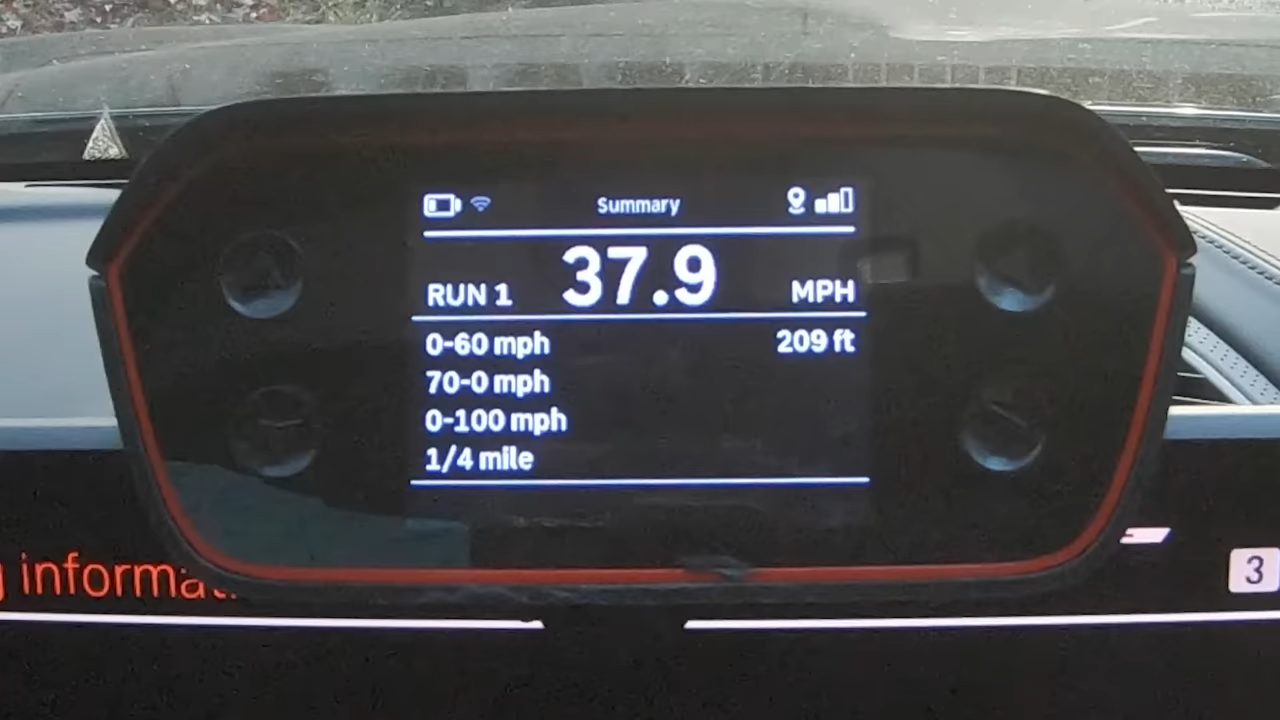 Summary
RUN 1 37.9 MPH
0-60 mph 209 ft
70-0 mph
0-100 mph
1/4 mile
informat
3